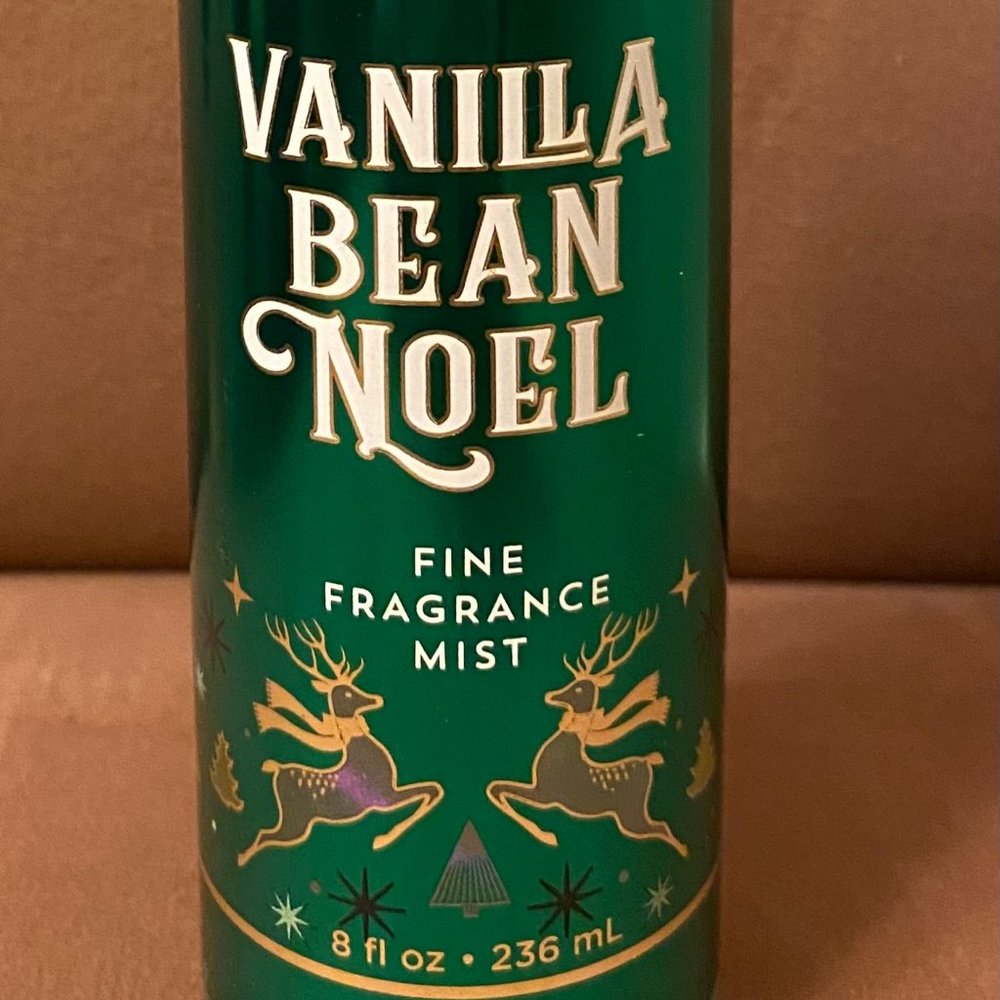 VANILLA
BEAN
NOEL
FINE
FRAGRANCE
MIST
8 fl oz • 236 mL